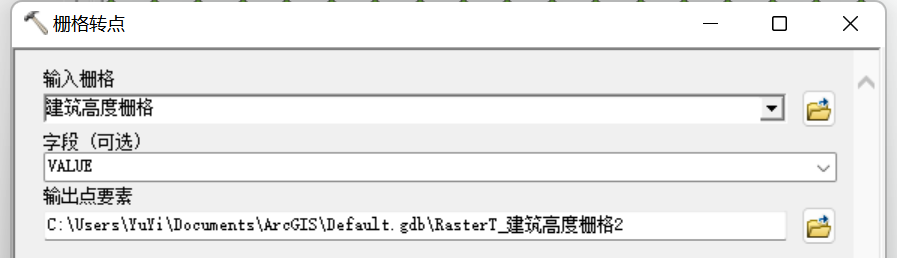 栅格转点
输入栅格
建筑高度栅格
字段（可选）
VALUE
输出点要素
C:\Users\YuYi\Documents\ArcGIS\Default.gdb\RasterT_建筑高度栅格2